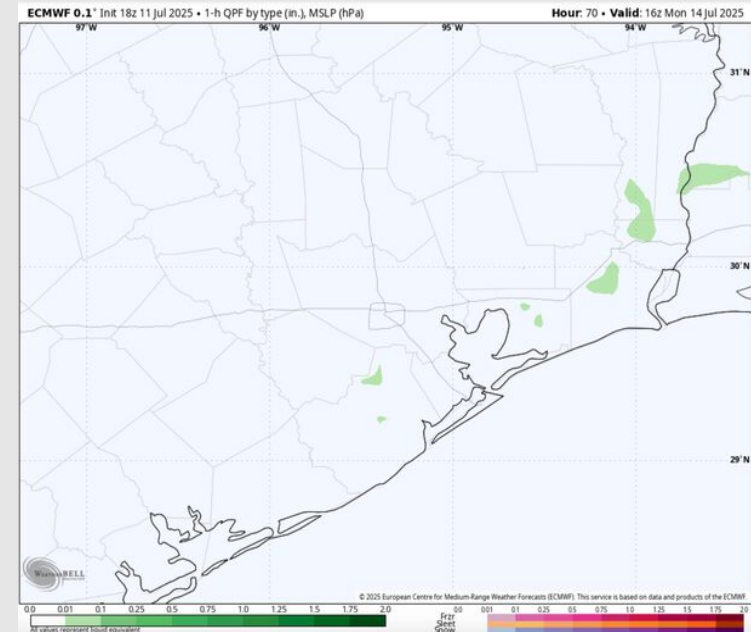 ECMWF 0.1° Init 18z 11 Jul 2025 • 1-h QPF by type (in.), MSLP (hPa)
Hour: 70 • Valid: 16z Mon 14 Jul 2025
97°W 96°W 95°W 94°W
31°N
30°N
29°N
WeatherBELL
© 2025 European Centre for Medium-Range Weather Forecasts (ECMWF). This service is based on data and products of the ECMWF.
0.0 0.01 0.1 0.25 0.5 0.75 1.0 1.25 1.5 1.75 2.0
0.1 0.25 0.5 0.75 1.0 1.25 1.5 1.75 2.0
All values represent liquid equivalent
Frzr
Sleet
Snow